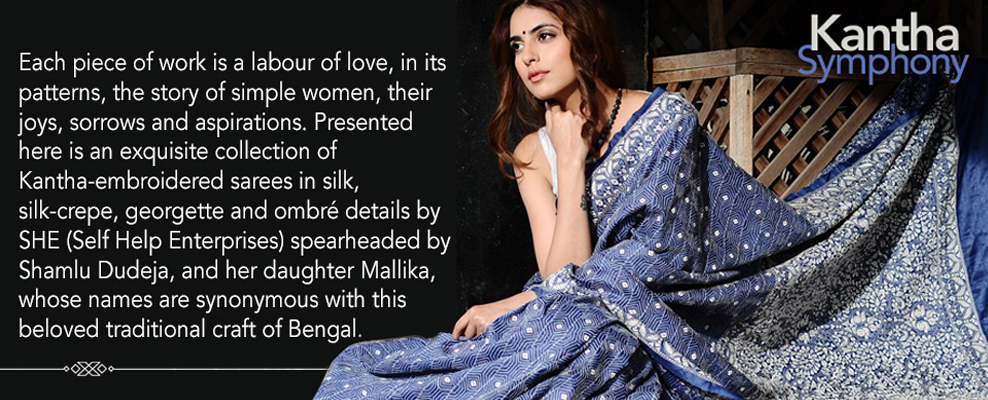 Kantha
Symphony
Each piece of work is a labour of love, in its
patterns, the story of simple women, their
joys, sorrows and aspirations. Presented
here is an exquisite collection of
Kantha-embroidered sarees in silk,
silk-crepe, georgette and ombré details by
SHE (Self Help Enterprises) spearheaded by
Shamlu Dudeja, and her daughter Mallika,
whose names are synonymous with this
beloved traditional craft of Bengal.